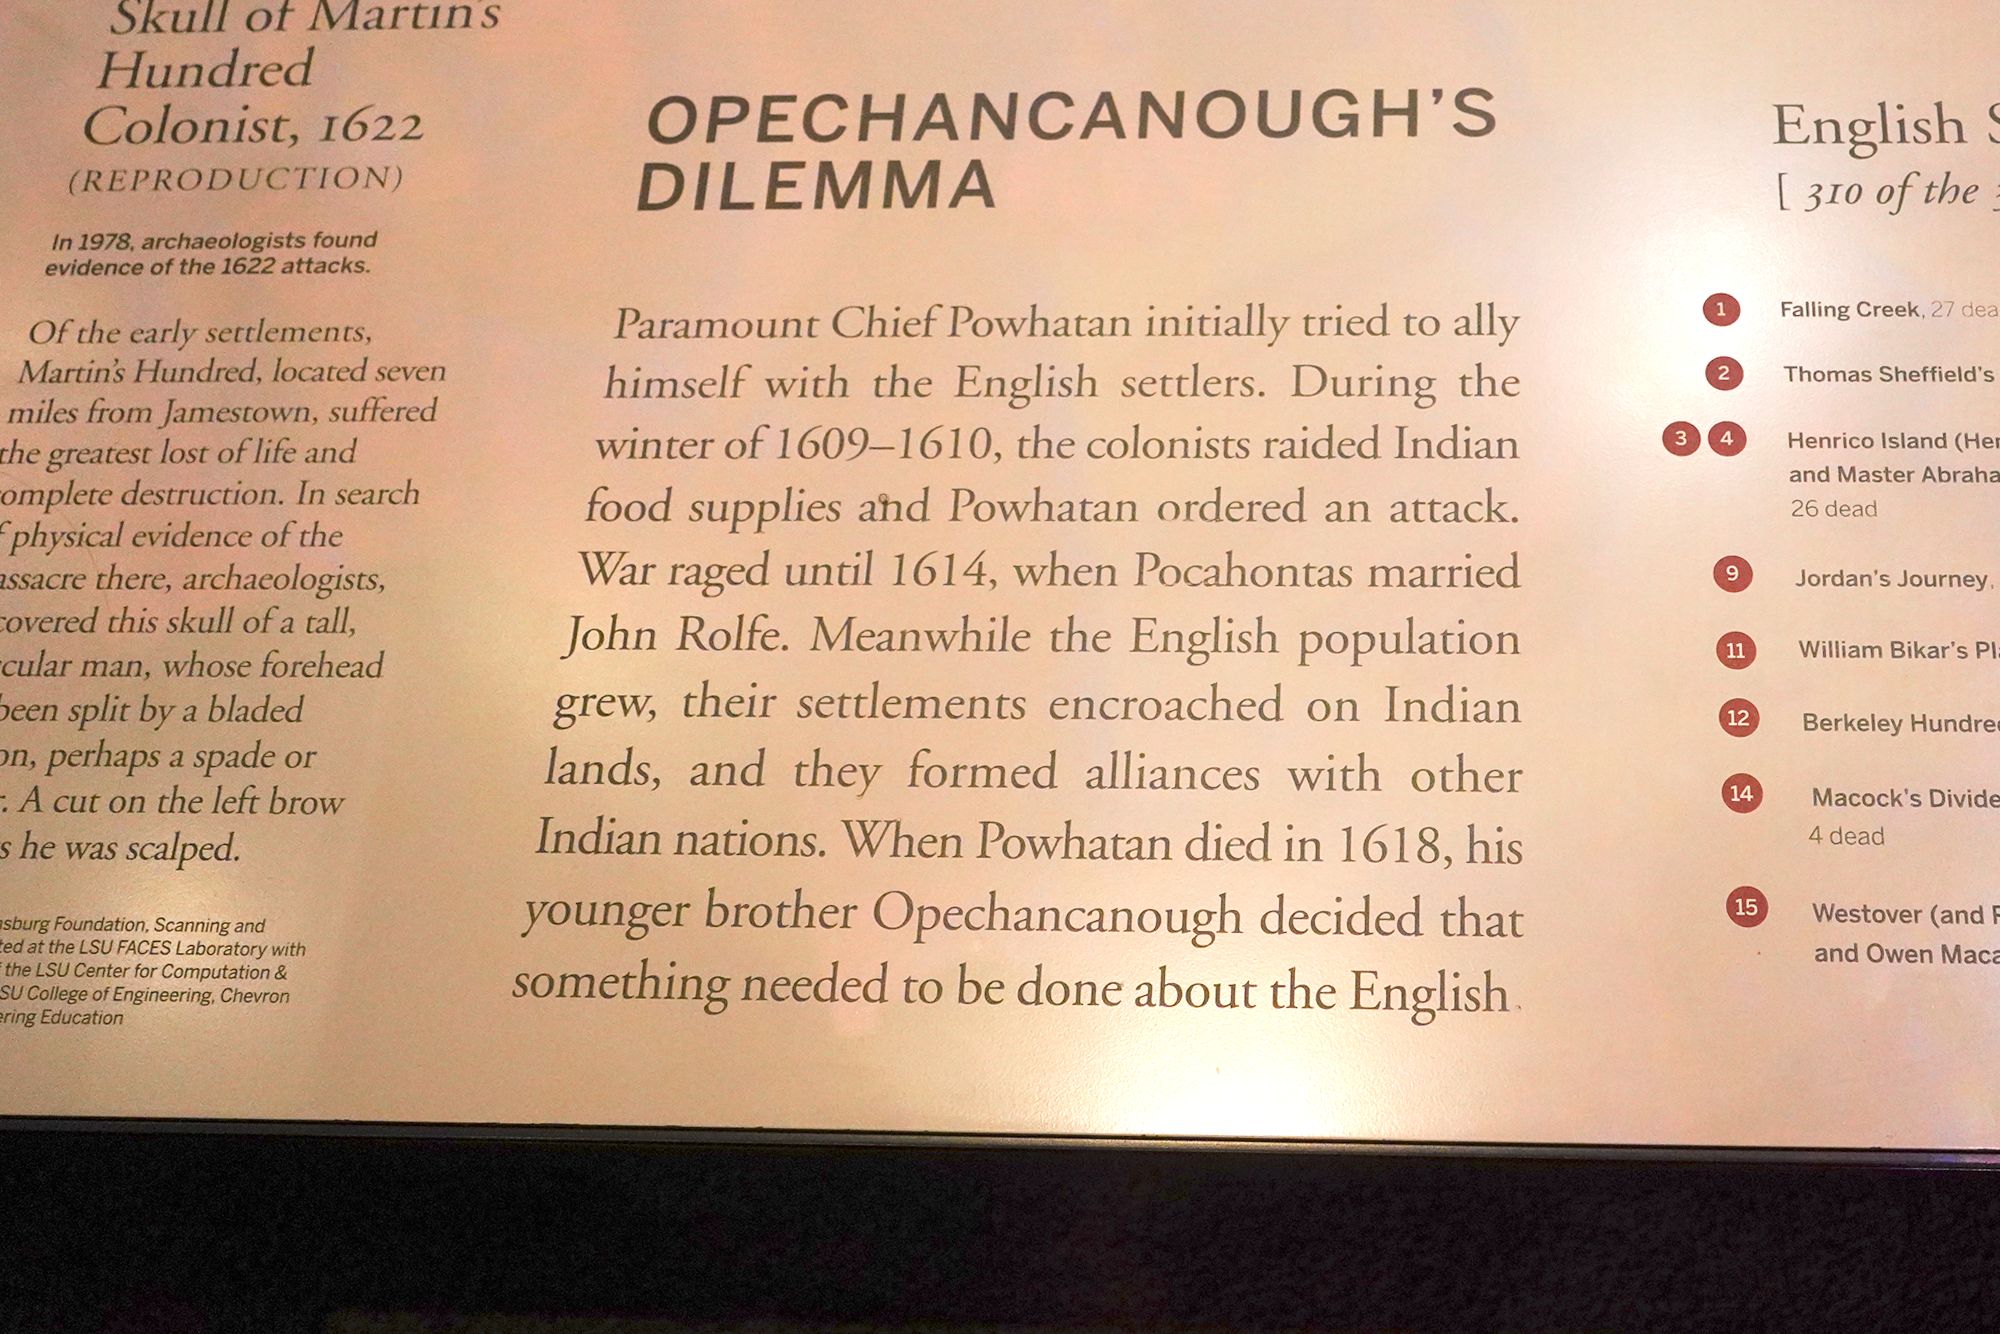 Skull of Martin's
Hundred
Colonist, 1622
(REPRODUCTION)
In 1978, archaeologists found
evidence of the 1622 attacks.
Of the early settlements,
Martin's Hundred, located seven
miles from Jamestown, suffered
the greatest lost of life and
complete destruction. In search
physical evidence of the
there, archaeologists,
this skull of a tall,
man, whose forehead
been split by a bladed
perhaps a spade or
A cut on the left brow
he was scalped.
Foundation, Scanning and
at the LSU FACES Laboratory with
the LSU Center for Computation &
LSU College of Engineering, Chevron
Education
OPECHANCANOUGH'S
DILEMMA
Paramount Chief Powhatan initially tried to ally
himself with the English settlers. During the
winter of 1609–1610, the colonists raided Indian
food supplies and Powhatan ordered an attack.
War raged until 1614, when Pocahontas married
John Rolfe. Meanwhile the English population
grew, their settlements encroached on Indian
lands, and they formed alliances with other
Indian nations. When Powhatan died in 1618, his
younger brother Opechancanough decided that
something needed to be done about the English.
English
[ 310 of the
1 Falling Creek, 27
2 Thomas Sheffield's
3 4 Henrico Island
and Master
26 dead
9 Jordan's Journey,
11 William Bikar's
12 Berkeley
14 Macock's
4 dead
15 Westover (and
and Owen